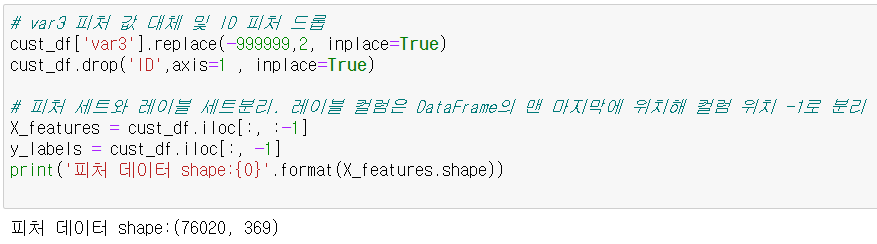 # var3 피처 값 대체 및 ID 피처 드롭
cust_df['var3'].replace(-999999,2, inplace=True)
cust_df.drop('ID',axis=1 , inplace=True)
# 피처 세트와 레이블 세트분리. 레이블 컬럼은 DataFrame의 맨 마지막에 위치해 컬럼 위치 -1로 분리
X_features = cust_df.iloc[:, :-1]
y_labels = cust_df.iloc[:, -1]
print('피처 데이터 shape:{0}'.format(X_features.shape))
피처 데이터 shape:(76020, 369)